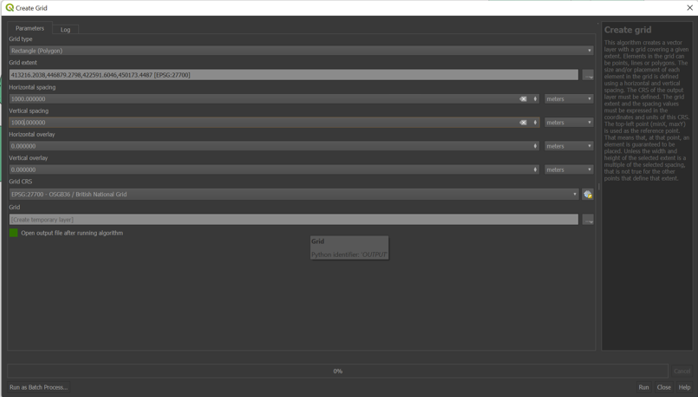 Create Grid
Parameters
Log
Grid type
Rectangle (Polygon)
Grid extent
413216.2038,446879.2798,422591.6046,458173.4487 [EPSG:27700]
Horizontal spacing
1000.000000
meters
Vertical spacing
1000.000000
meters
Horizontal overlay
0.000000
meters
Vertical overlay
0.000000
meters
Grid CRS
EPSG:27700 - OSGB36 / British National Grid
Grid
[Create temporary layer]
Open output file after running algorithm
Grid
Python identifier: 'OUTPUT'
Create grid
This algorithm creates a vector
layer with a grid covering a given
extent. Elements in the grid can
be points, lines or polygons. The
size and/or placement of each
element in the grid is defined
using a horizontal and vertical
spacing. The CRS of the
output layer must be defined. The grid
extent and the spacing values
must be expressed in the
coordinates and units of this CRS.
The top-left point (minX, maxY)
is used as the reference point.
That means that, at that point, an
element is guaranteed to be
placed. Unless the width and
height of the selected extent is a
multiple of the selected spacing,
that is not true for the other
points that define that extent.
0%
Cancel
Run as Batch Process...
Run
Close
Help